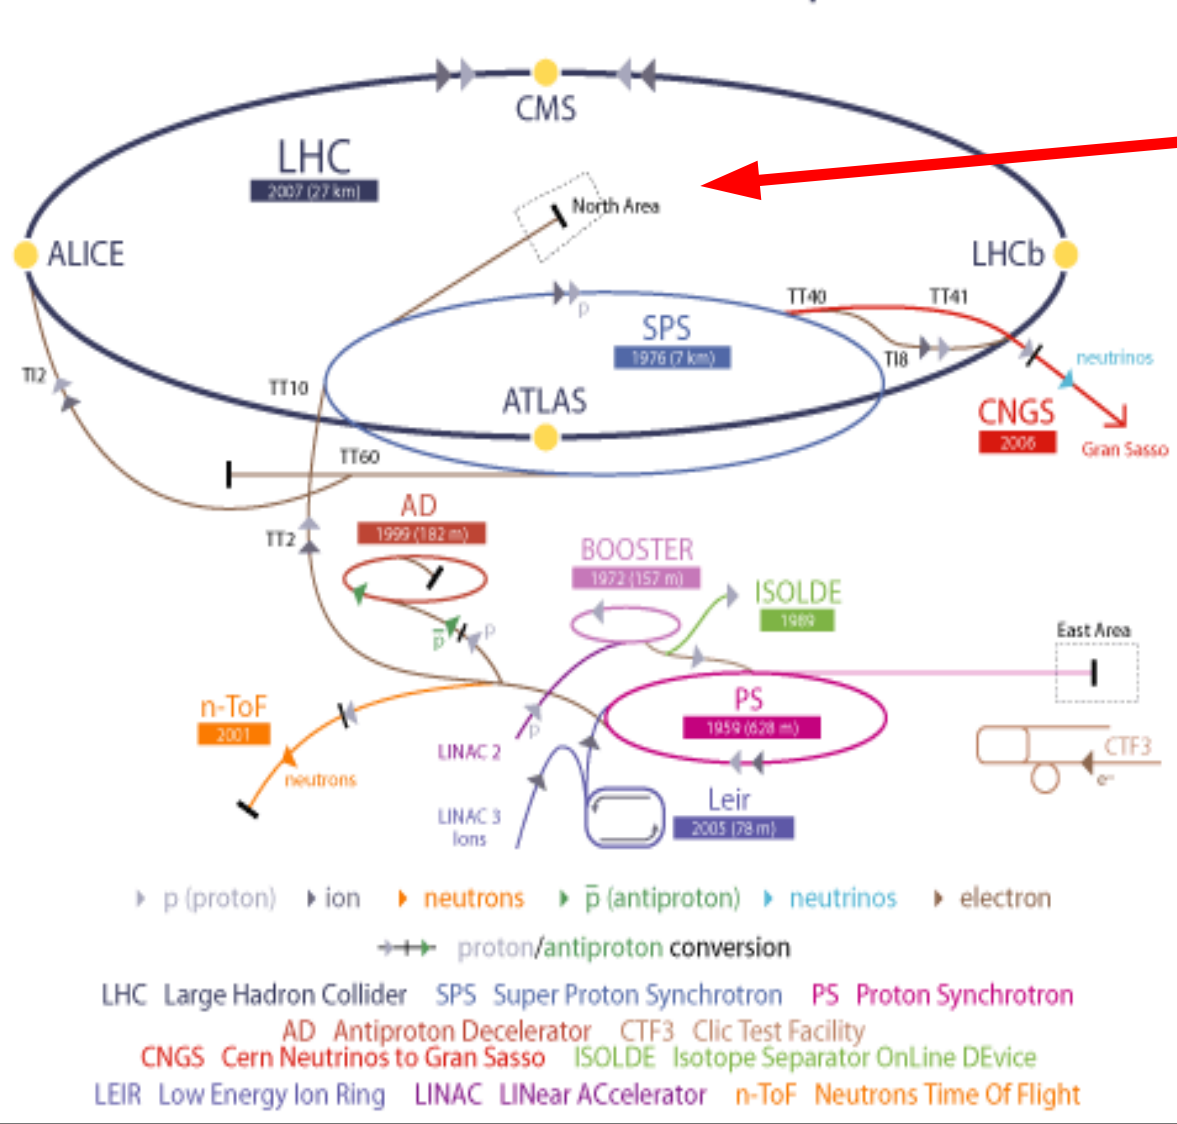 CMS
LHC
2007 (27 km)
North Area
ALICE
LHCb
TT40
TT41
p
SPS
1976 (7 km)
TI8
neutrinos
TI2
TT10
ATLAS
CNGS
2006
Gran Sasso
TT60
AD
1999 (182 m)
TT2
BOOSTER
1972 (157 m)
ISOLDE
1989
p̅
p
East Area
n-ToF
2001
PS
1959 (628 m)
p
LINAC 2
CTF3
e⁻
neutrons
LINAC 3
Ions
Leir
2005 (78 m)
p (proton) ion neutrons p̅ (antiproton) neutrinos electron
proton/antiproton conversion
LHC Large Hadron Collider SPS Super Proton Synchrotron PS Proton Synchrotron
AD Antiproton Decelerator CTF3 Clic Test Facility
CNGS Cern Neutrinos to Gran Sasso ISOLDE Isotope Separator OnLine DEvice
LEIR Low Energy Ion Ring LINAC LINear ACcelerator n-ToF Neutrons Time Of Flight